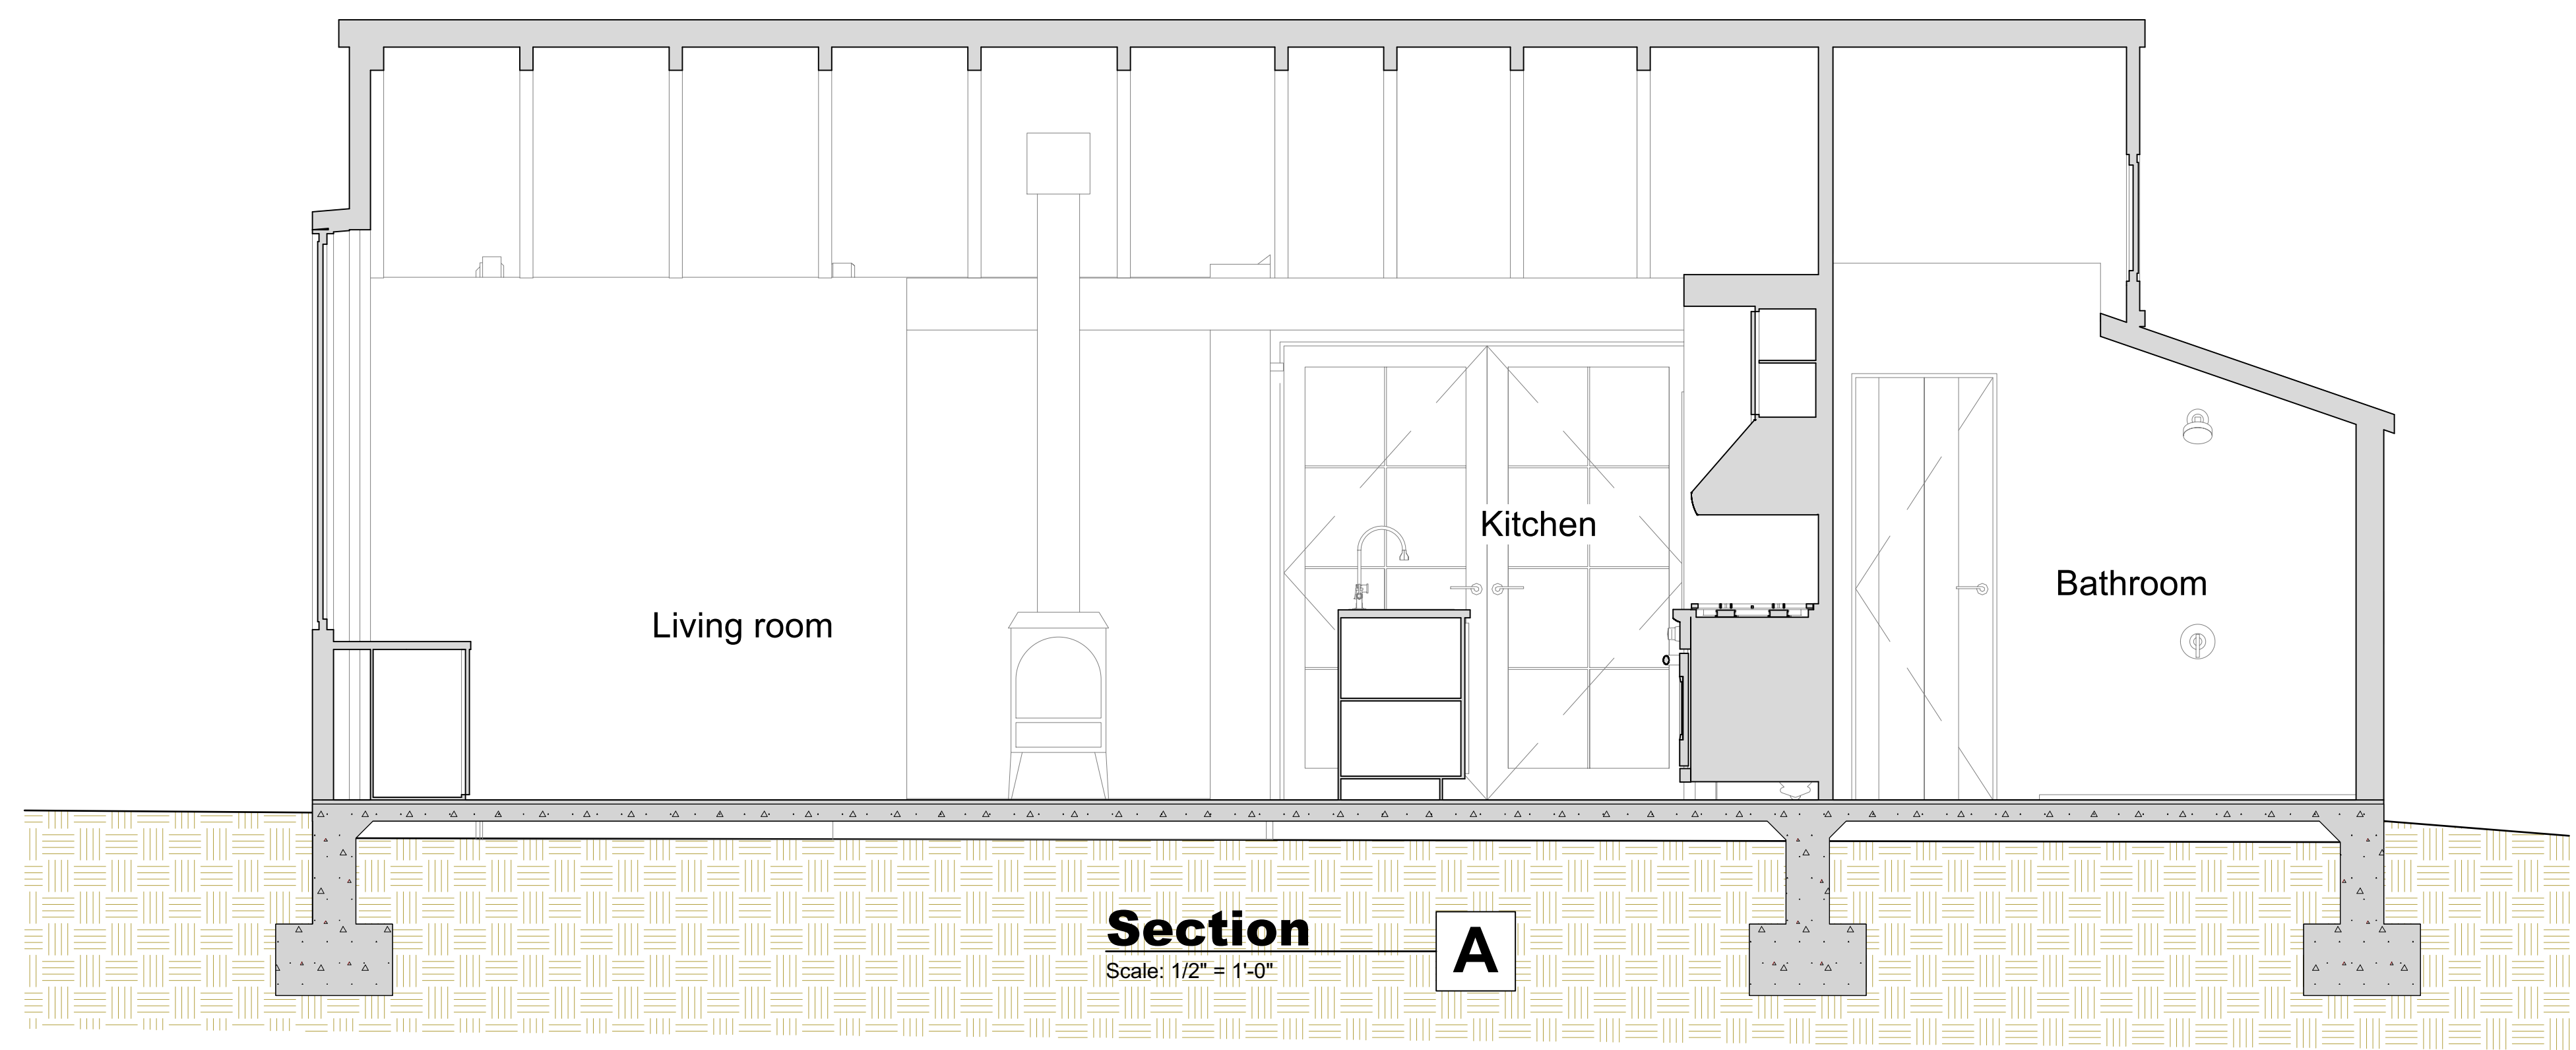 Living room
Kitchen
Bathroom
Section
Scale: 1/2" = 1'-0"
A